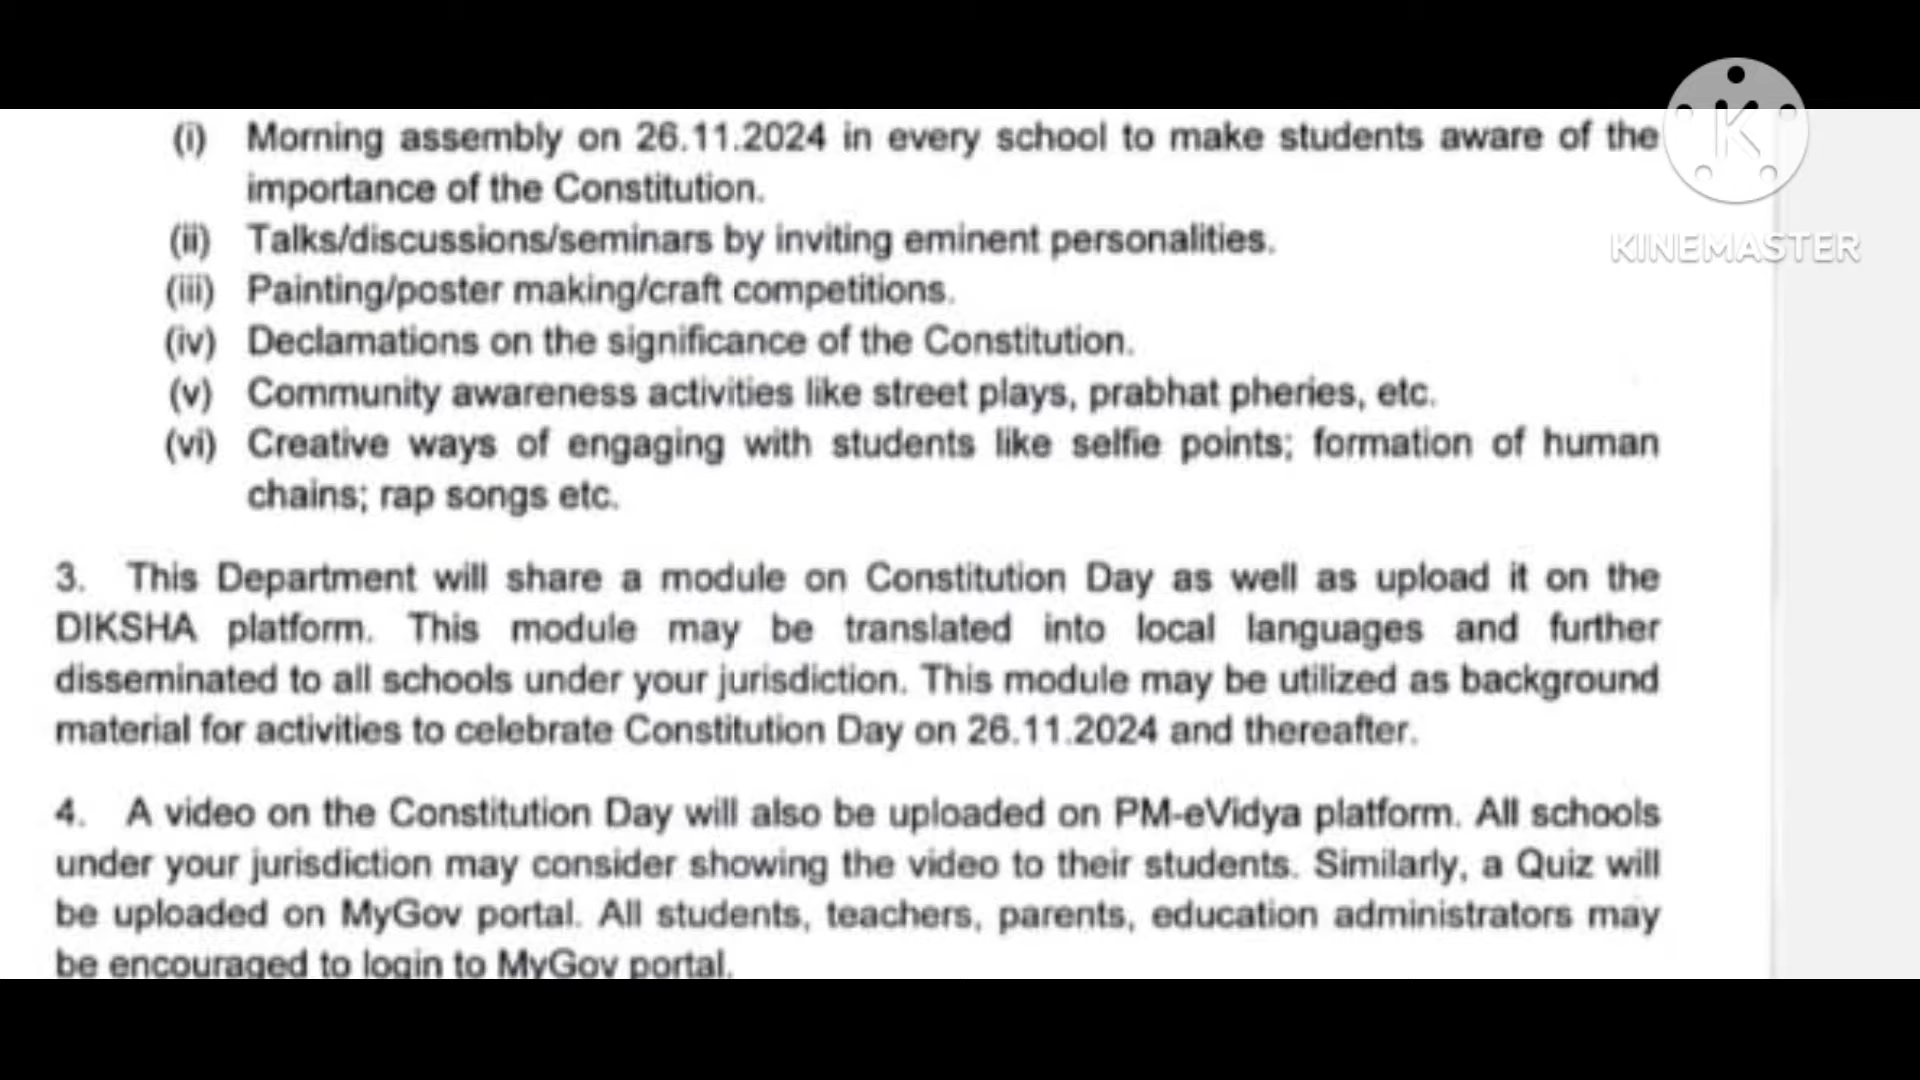 (i) Morning assembly on 26.11.2024 in every school to make students aware of the
importance of the Constitution.
(ii) Talks/discussions/seminars by inviting eminent personalities.
(iii) Painting/poster making/craft competitions.
(iv) Declamations on the significance of the Constitution.
(v) Community awareness activities like street plays, prabhat pheries, etc.
(vi) Creative ways of engaging with students like selfie points; formation of human
chains; rap songs etc.
3. This Department will share a module on Constitution Day as well as upload it on the
DIKSHA platform. This module may be translated into local languages and further
disseminated to all schools under your jurisdiction. This module may be utilized as background
material for activities to celebrate Constitution Day on 26.11.2024 and thereafter.
4. A video on the Constitution Day will also be uploaded on PM-eVidya platform. All schools
under your jurisdiction may consider showing the video to their students. Similarly, a Quiz will
be uploaded on MyGov portal. All students, teachers, parents, education administrators may
be encouraged to login to MyGov portal.
K
KINEMASTER